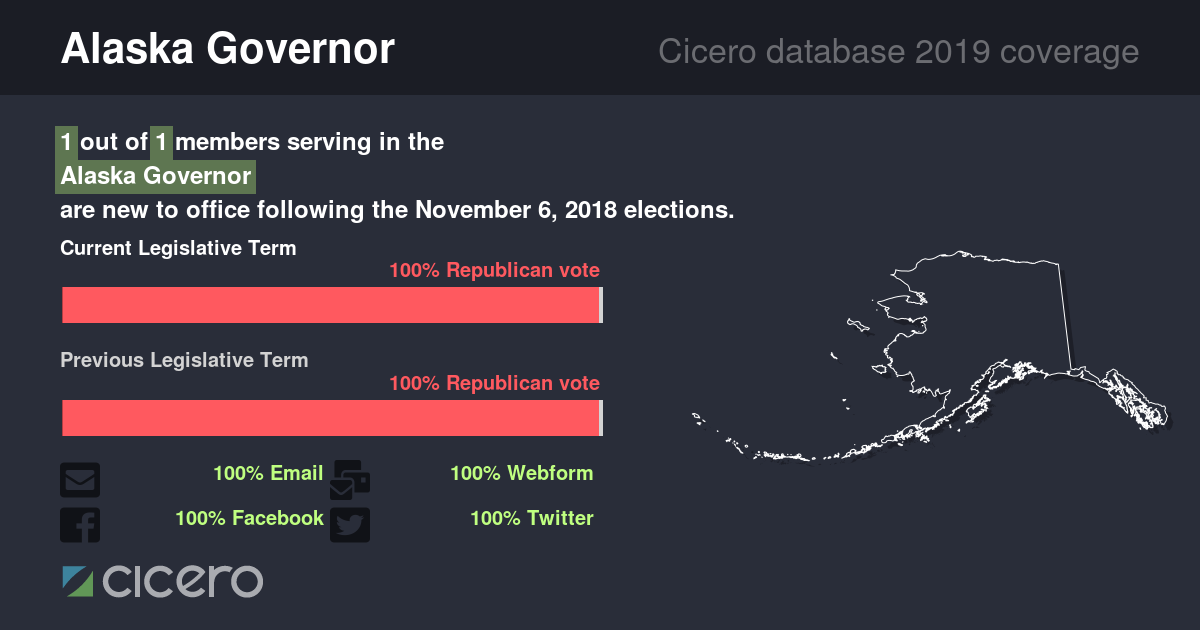 Alaska Governor
Cicero database 2019 coverage
1 out of 1 members serving in the
Alaska Governor
are new to office following the November 6, 2018 elections.
Current Legislative Term
100% Republican vote
Previous Legislative Term
100% Republican vote
100% Email
100% Webform
100% Facebook
100% Twitter
cicero